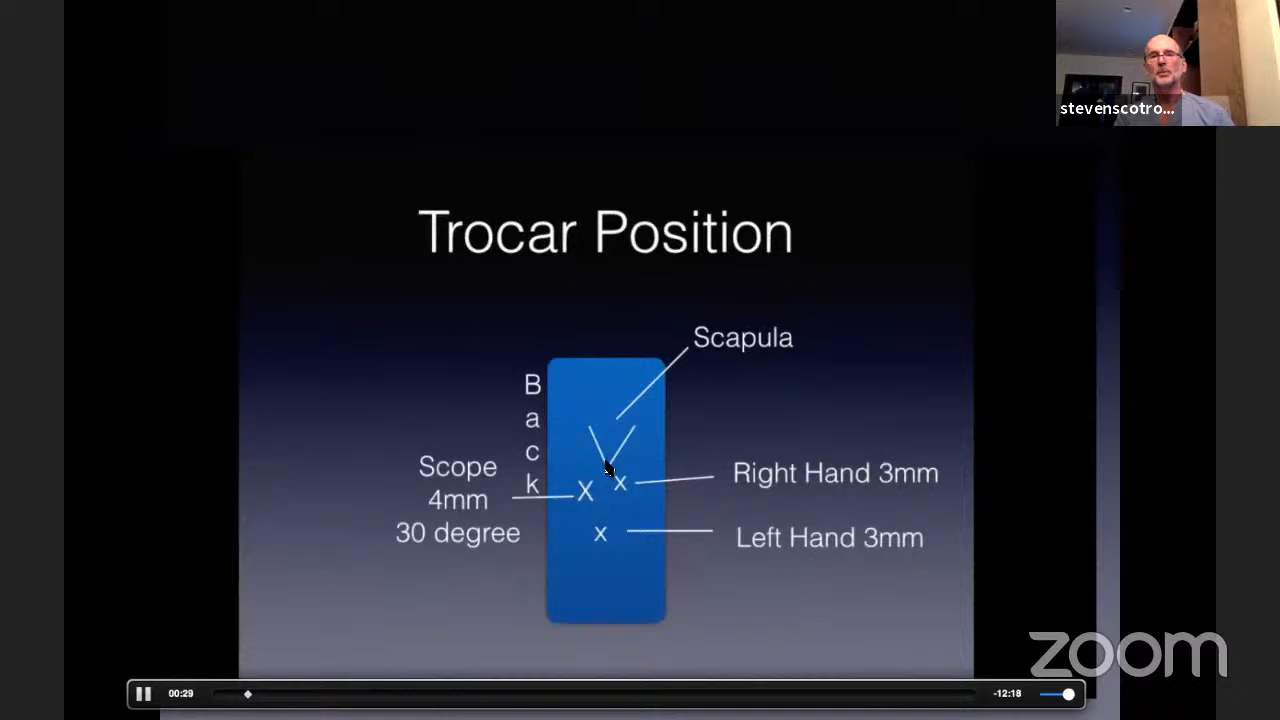 stevenscotro...
Trocar Position
Scapula
B
a
c
k
Scope
4mm
30 degree
X
x
x
Right Hand 3mm
Left Hand 3mm
zoom
00:29
-12:18